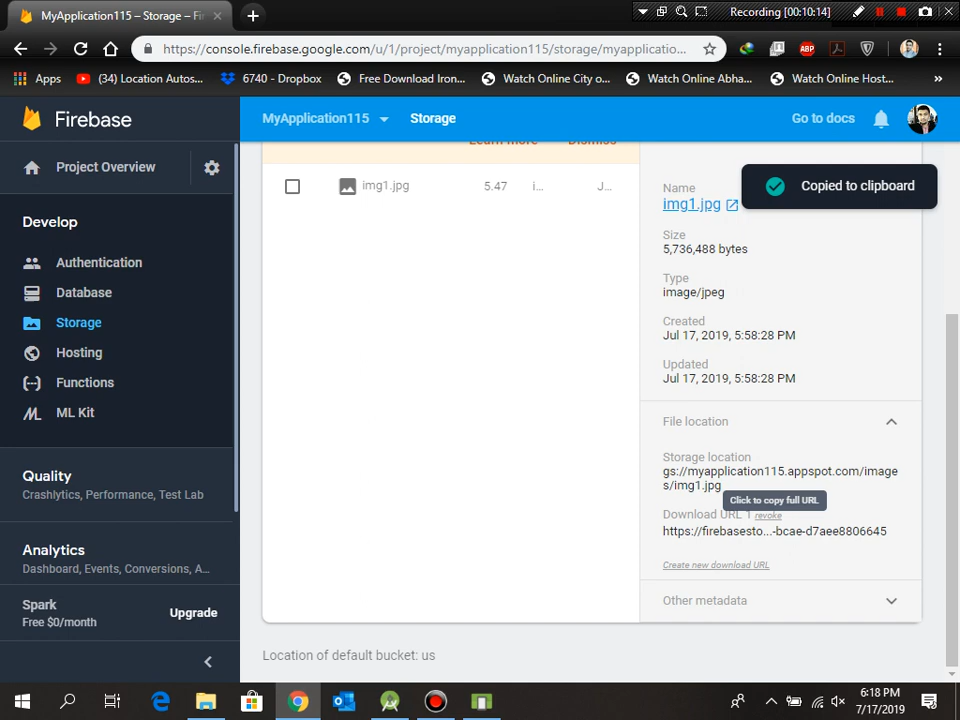 MyApplication115 – Storage – Fi
Recording [00:10:14]
https://console.firebase.google.com/u/1/project/myapplication115/storage/myapplicatio...
ABP
Apps
(34) Location Autos...
6740 - Dropbox
Free Download Iron...
Watch Online City o...
Watch Online Abha...
Watch Online Host...
»
Firebase
MyApplication115
Storage
Go to docs
Project Overview
Learn more
Dismiss
Copied to clipboard
img1.jpg
5.47
i...
J...
Name
img1.jpg
Size
5,736,488 bytes
Type
image/jpeg
Created
Jul 17, 2019, 5:58:28 PM
Updated
Jul 17, 2019, 5:58:28 PM
File location
Storage location
gs://myapplication115.appspot.com/image
s/img1.jpg
Click to copy full URL
Download URL 1 revoke
https://firebasesto...-bcae-d7aee8806645
Create new download URL
Other metadata
Develop
Authentication
Database
Storage
Hosting
Functions
ML Kit
Quality
Crashlytics, Performance, Test Lab
Analytics
Dashboard, Events, Conversions, A...
Spark
Free $0/month
Upgrade
Location of default bucket: us
6:18 PM
7/17/2019